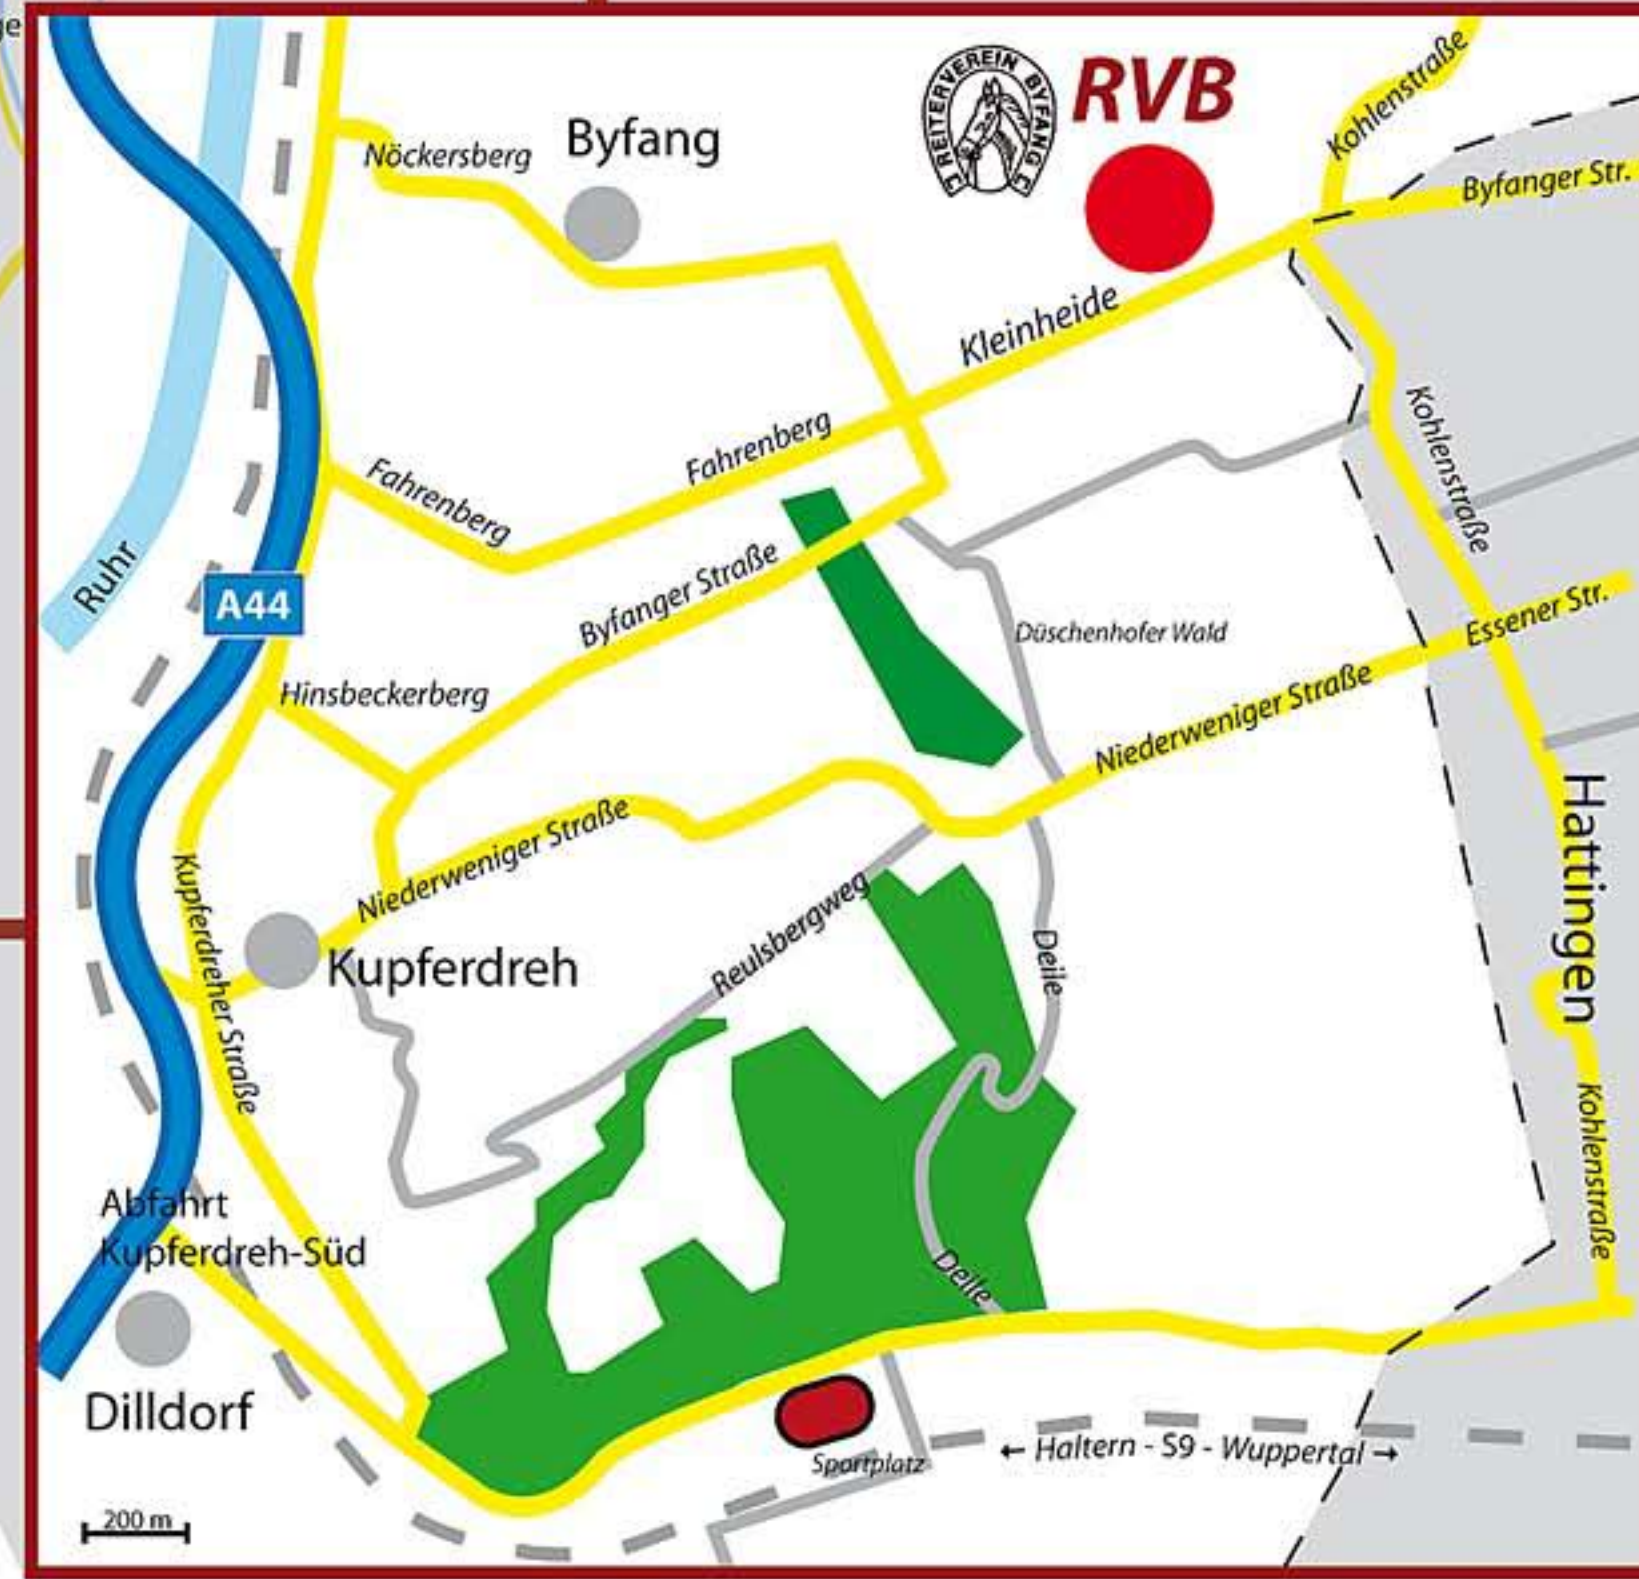 Kohlenstraße
REITERVEREIN BYFANG
RVB
Byfang
Nöckersberg
Byfanger Str.
Kleinheide
Fahrenberg
Fahrenberg
Kohlenstraße
Ruhr
A44
Byfanger Straße
Düschenhofer Wald
Essener Str.
Hinsbeckerberg
Niederweniger Straße
Niederweniger Straße
Hattingen
Kupferdreher Straße
Kupferdreh
Reulsbergweg
Deile
Kohlenstraße
Abfahrt
Kupferdreh-Süd
Deile
Dilldorf
Sportplatz
← Haltern - S9 - Wuppertal →
200 m